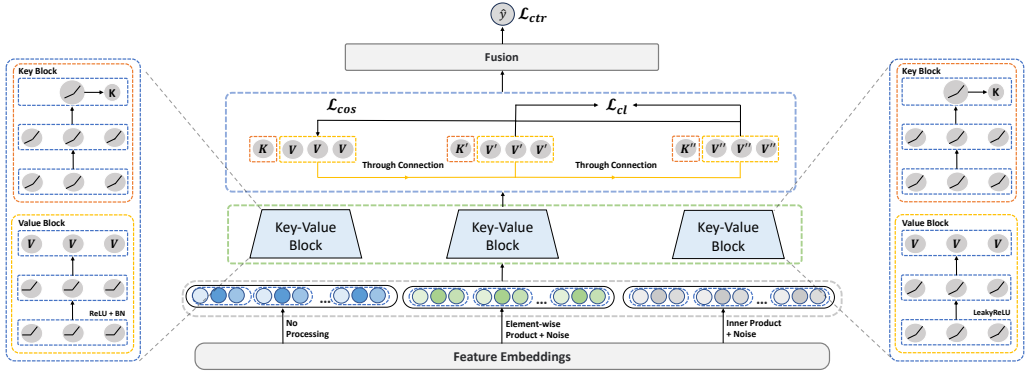 ŷ ℒctr
Fusion
Key Block
K
Value Block
V V V
ReLU + BN
ℒcos ℒcl
K V V V K′ V′ V′ V′ K″ V″ V″ V″
Through Connection Through Connection
Key-Value
Block
Key-Value
Block
Key-Value
Block
... ... ...
No
Processing
Element-wise
Product + Noise
Inner Product
+ Noise
Feature Embeddings
Key Block
K
Value Block
V V V
LeakyReLU